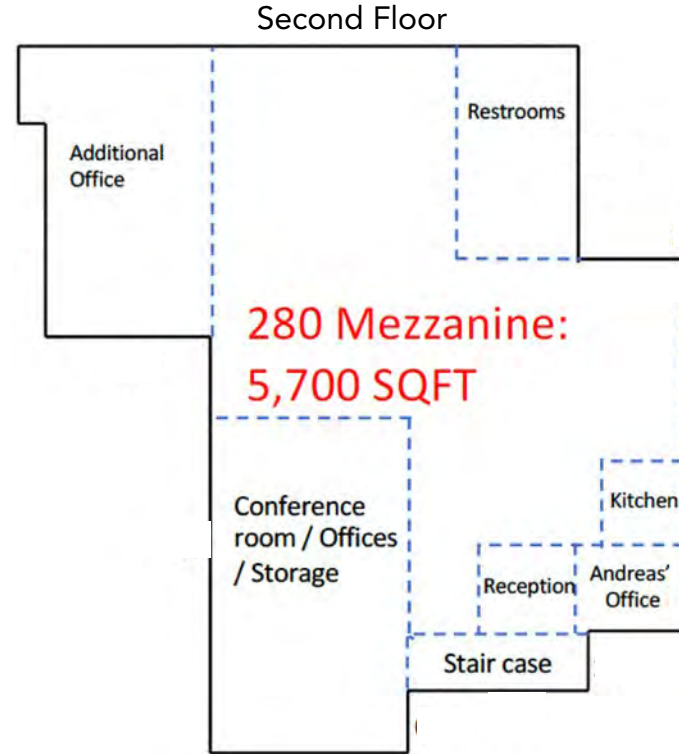 Second Floor
Restrooms
Additional
Office
280 Mezzanine:
5,700 SQFT
Conference
room / Offices
/ Storage
Kitchen
Reception
Andreas’
Office
Stair case